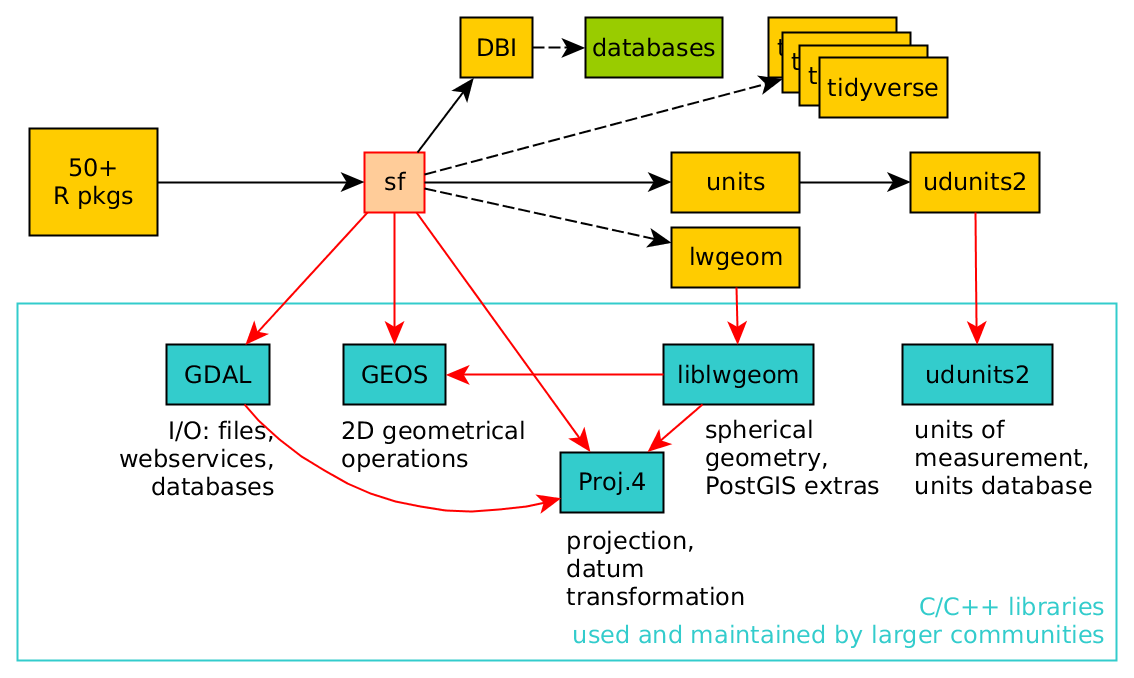 DBI
databases
t
t
t
tidyverse
50+
R pkgs
sf
units
udunits2
lwgeom
GDAL
GEOS
liblwgeom
udunits2
I/O: files,
webservices,
databases
2D geometrical
operations
spherical
geometry,
PostGIS extras
units of
measurement,
units database
Proj.4
projection,
datum
transformation
C/C++ libraries
used and maintained by larger communities